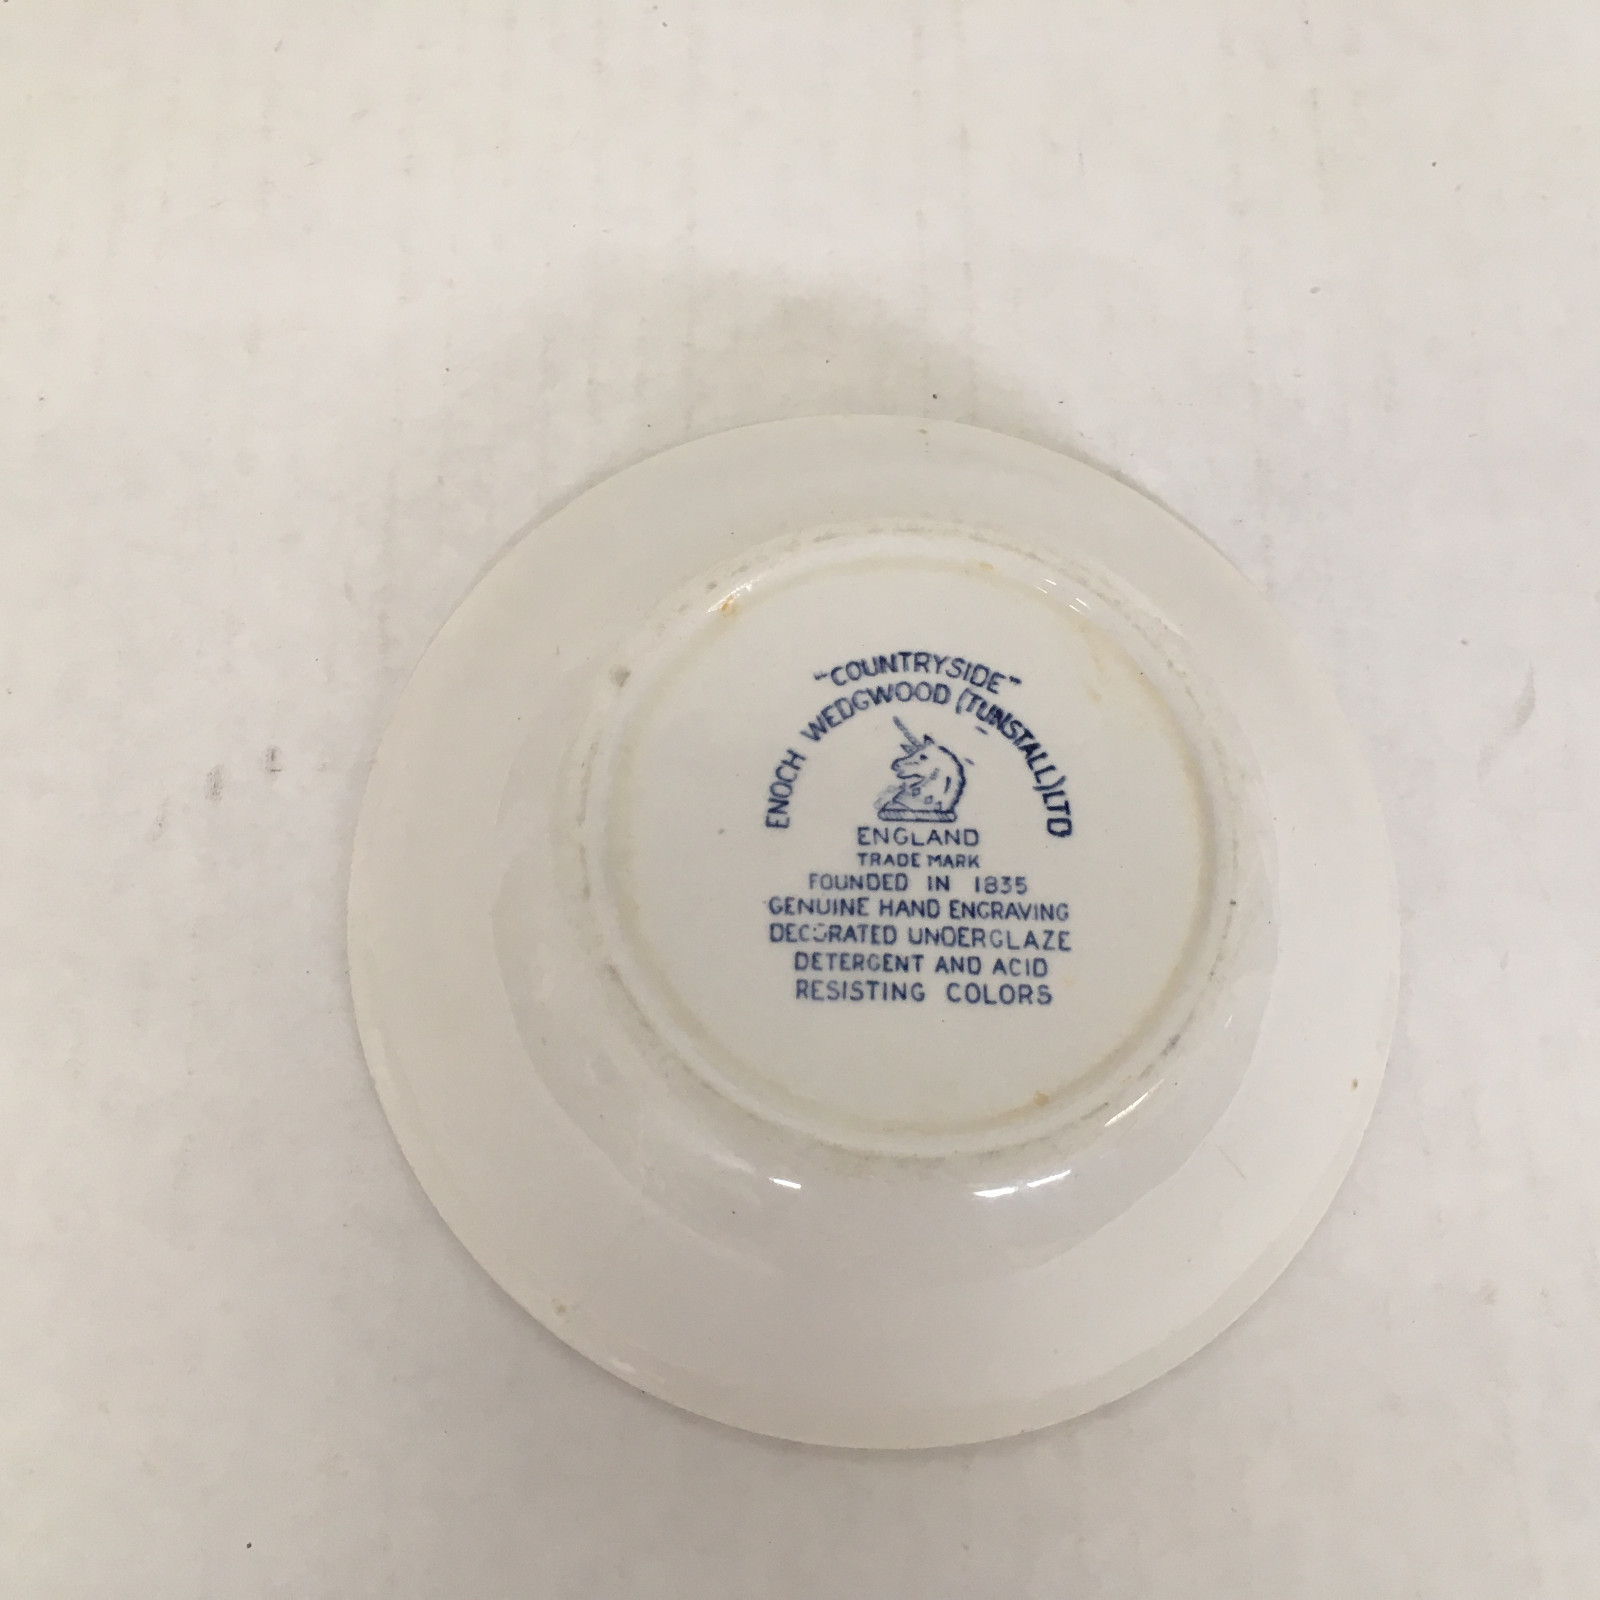 "COUNTRYSIDE"
ENOCH WEDGWOOD (TUNSTALL) LTD
ENGLAND
TRADE MARK
FOUNDED IN 1835
GENUINE HAND ENGRAVING
DECORATED UNDERGLAZE
DETERGENT AND ACID
RESISTING COLORS